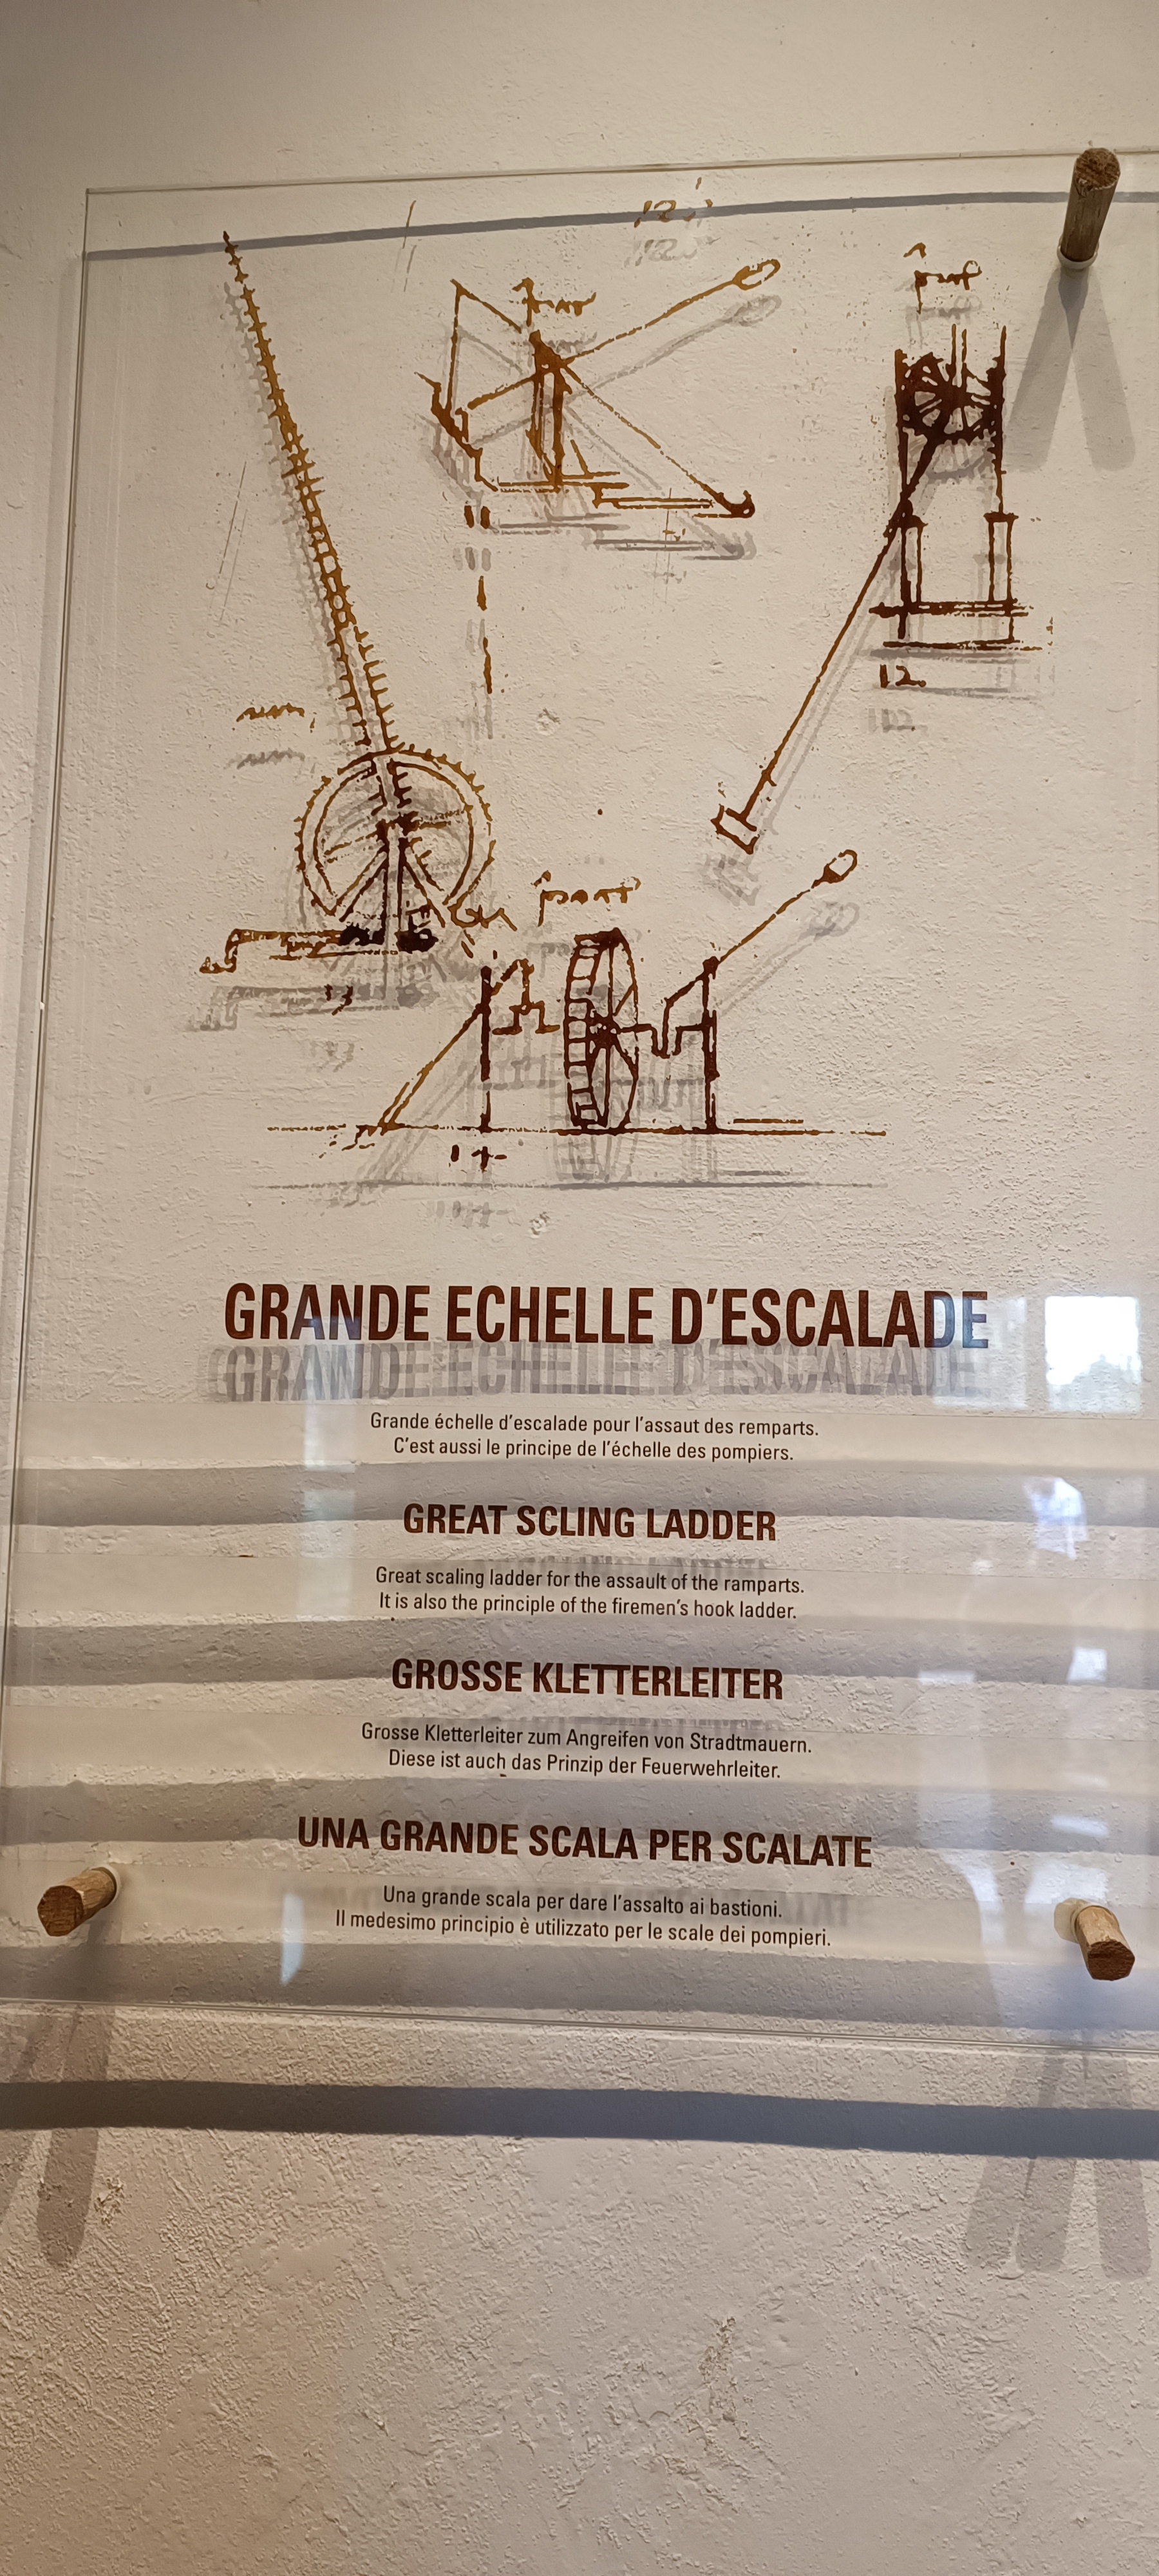 12.
GRANDE ECHELLE D'ESCALADE
Grande échelle d'escalade pour l'assaut des remparts.
C'est aussi le principe de l'échelle des pompiers.
GREAT SCLING LADDER
Great scaling ladder for the assault of the ramparts.
It is also the principle of the firemen's hook ladder.
GROSSE KLETTERLEITER
Grosse Kletterleiter zum Angreifen von Stradtmauern.
Diese ist auch das Prinzip der Feuerwehrleiter.
UNA GRANDE SCALA PER SCALATE
Una grande scala per dare l'assalto ai bastioni.
Il medesimo principio è utilizzato per le scale dei pompieri.